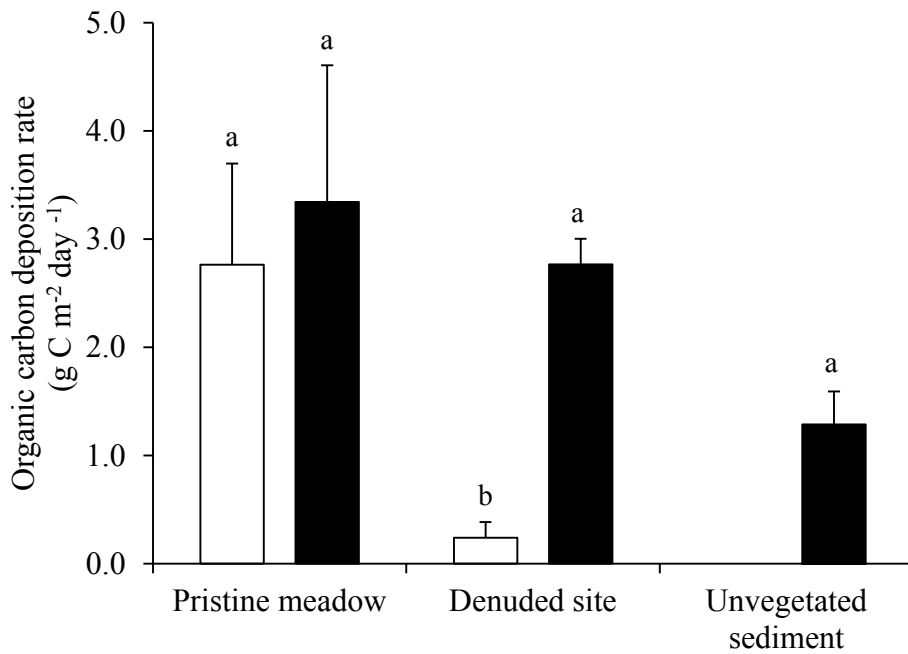 Organic carbon deposition rate
(g C m⁻² day ⁻¹)
5.0
4.0
3.0
2.0
1.0
0.0
a
a
b
a
a
Pristine meadow
Denuded site
Unvegetated
sediment